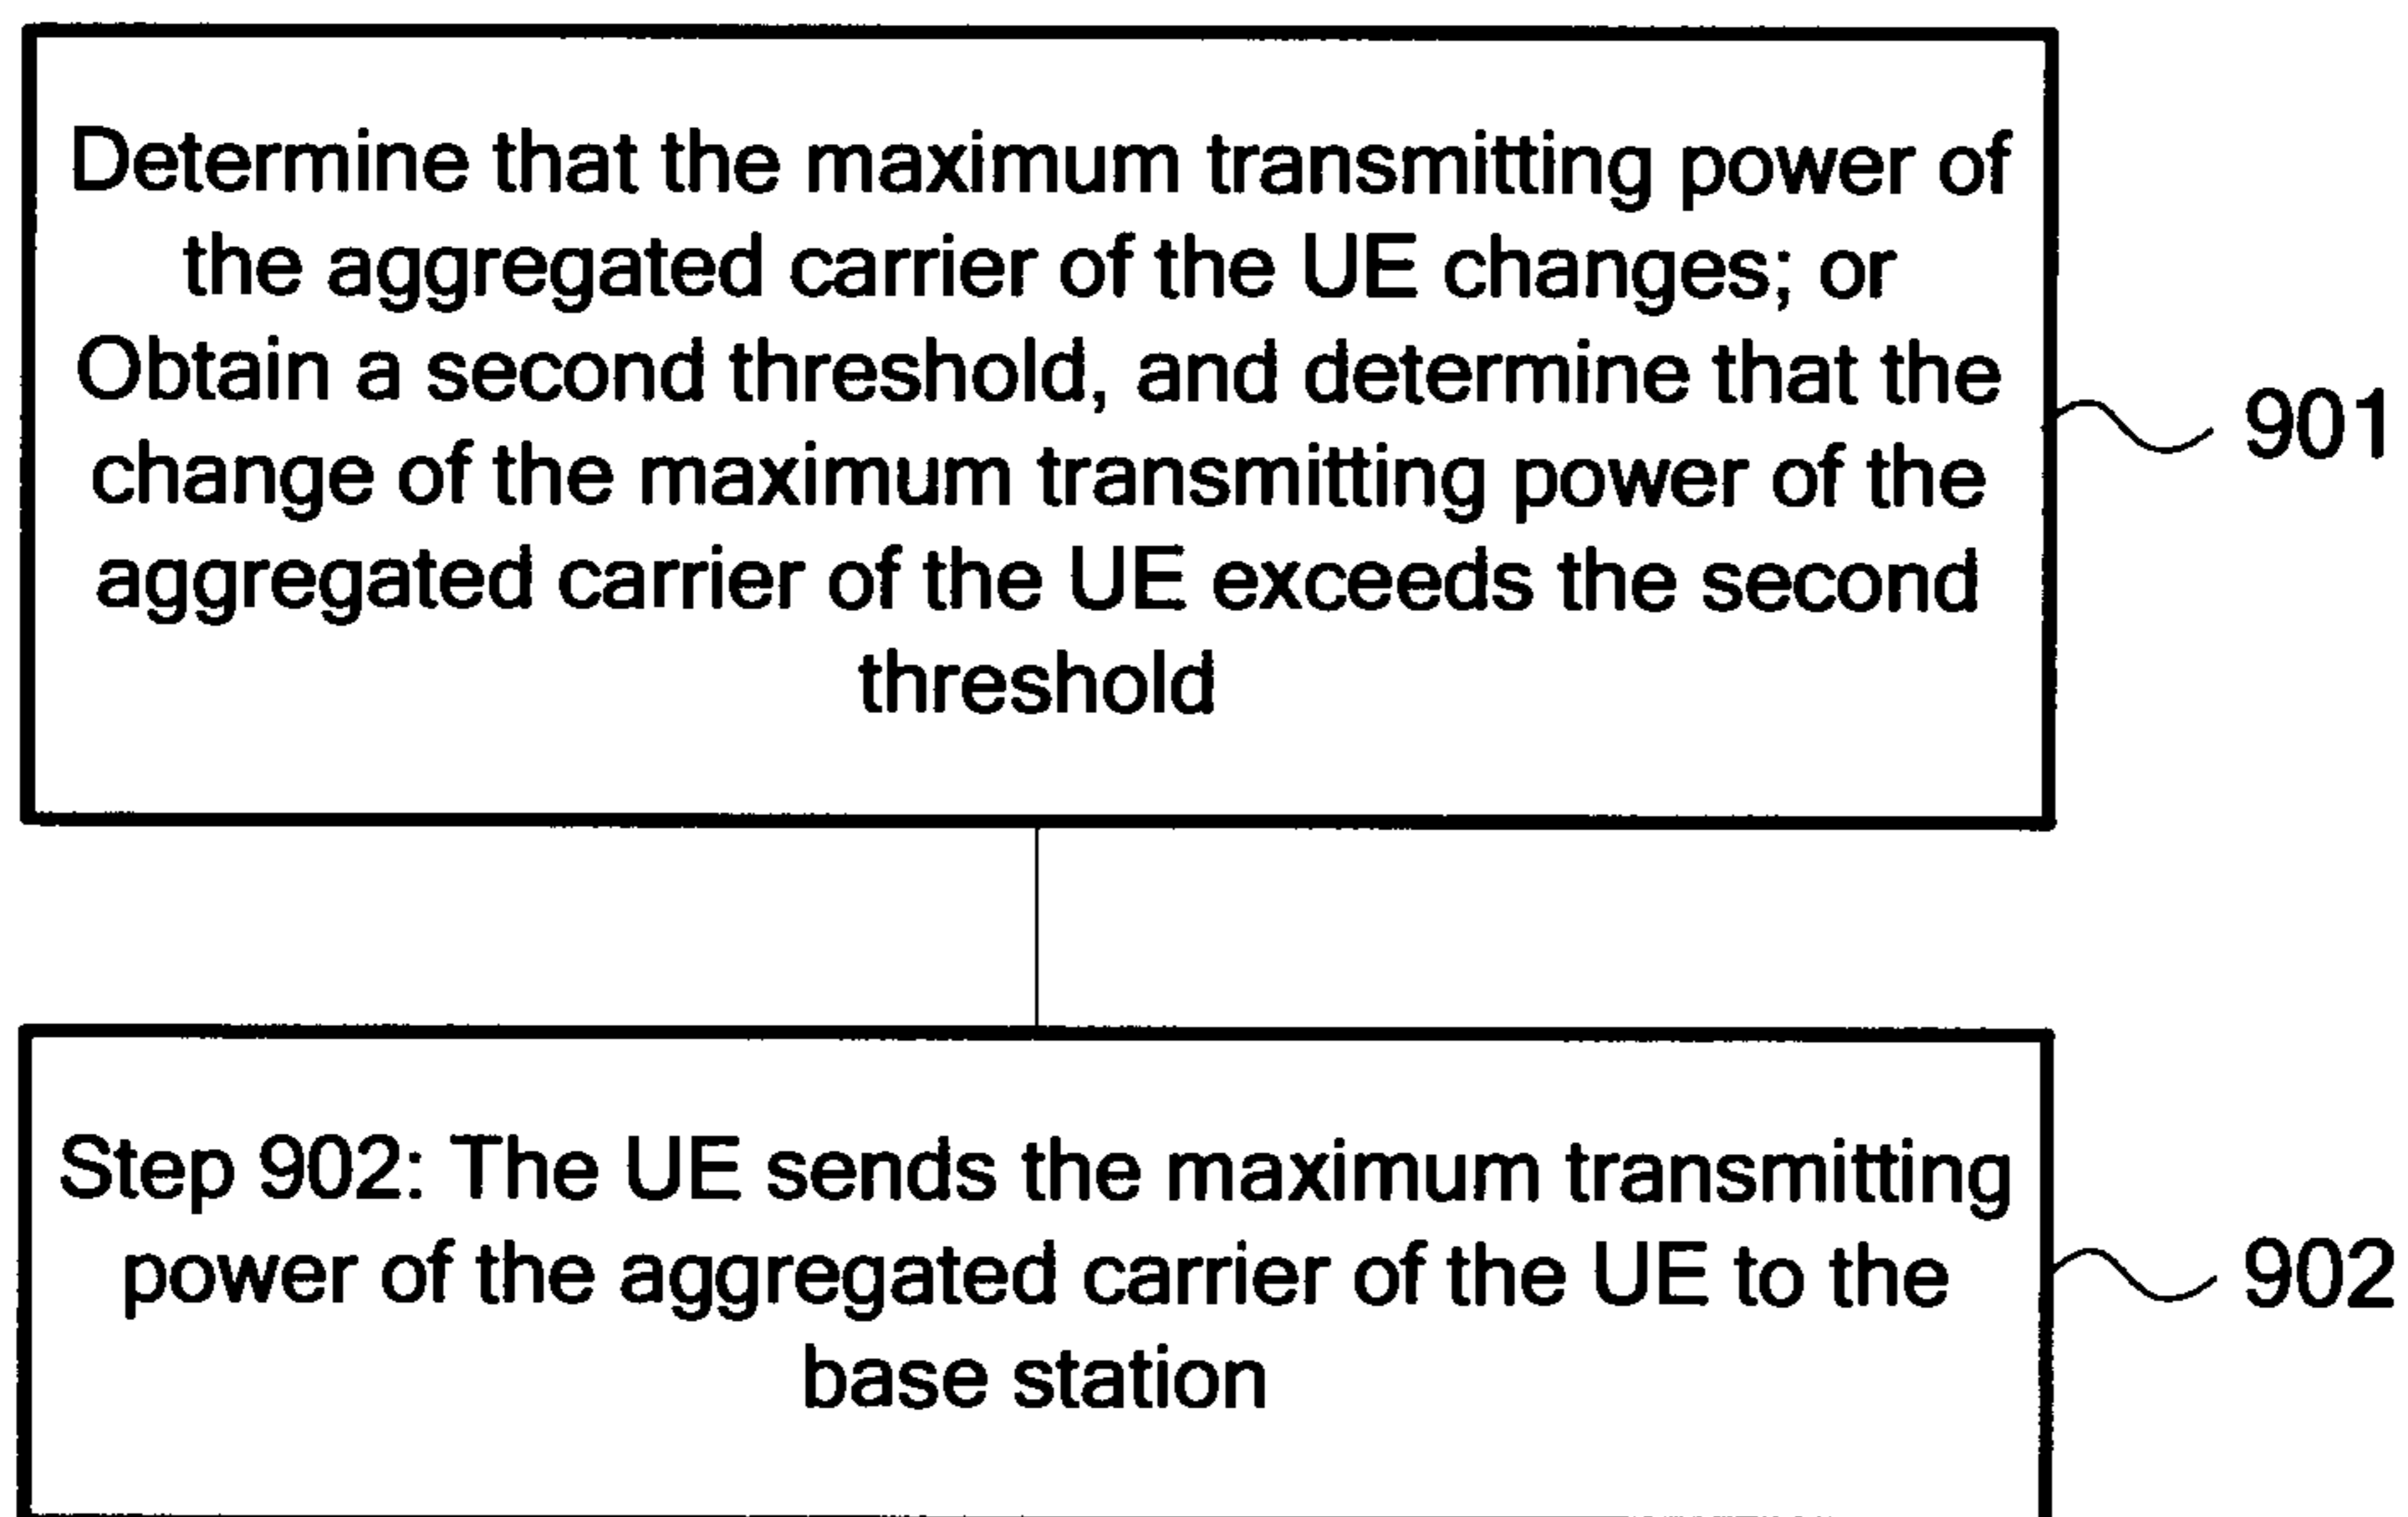 Determine that the maximum transmitting power of
the aggregated carrier of the UE changes; or
Obtain a second threshold, and determine that the
change of the maximum transmitting power of the
aggregated carrier of the UE exceeds the second
threshold
901
Step 902: The UE sends the maximum transmitting
power of the aggregated carrier of the UE to the
base station
902